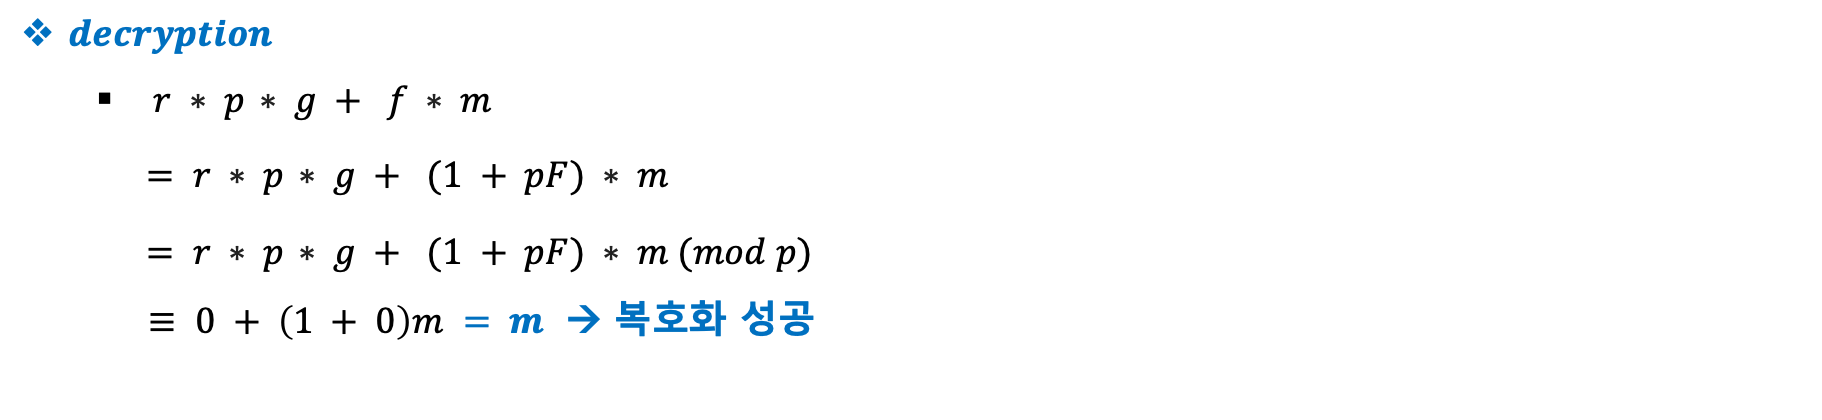 ❖ decryption
▪ r * p * g + f * m
= r * p * g + (1 + pF) * m
= r * p * g + (1 + pF) * m (mod p)
≡ 0 + (1 + 0)m = m → 복호화 성공